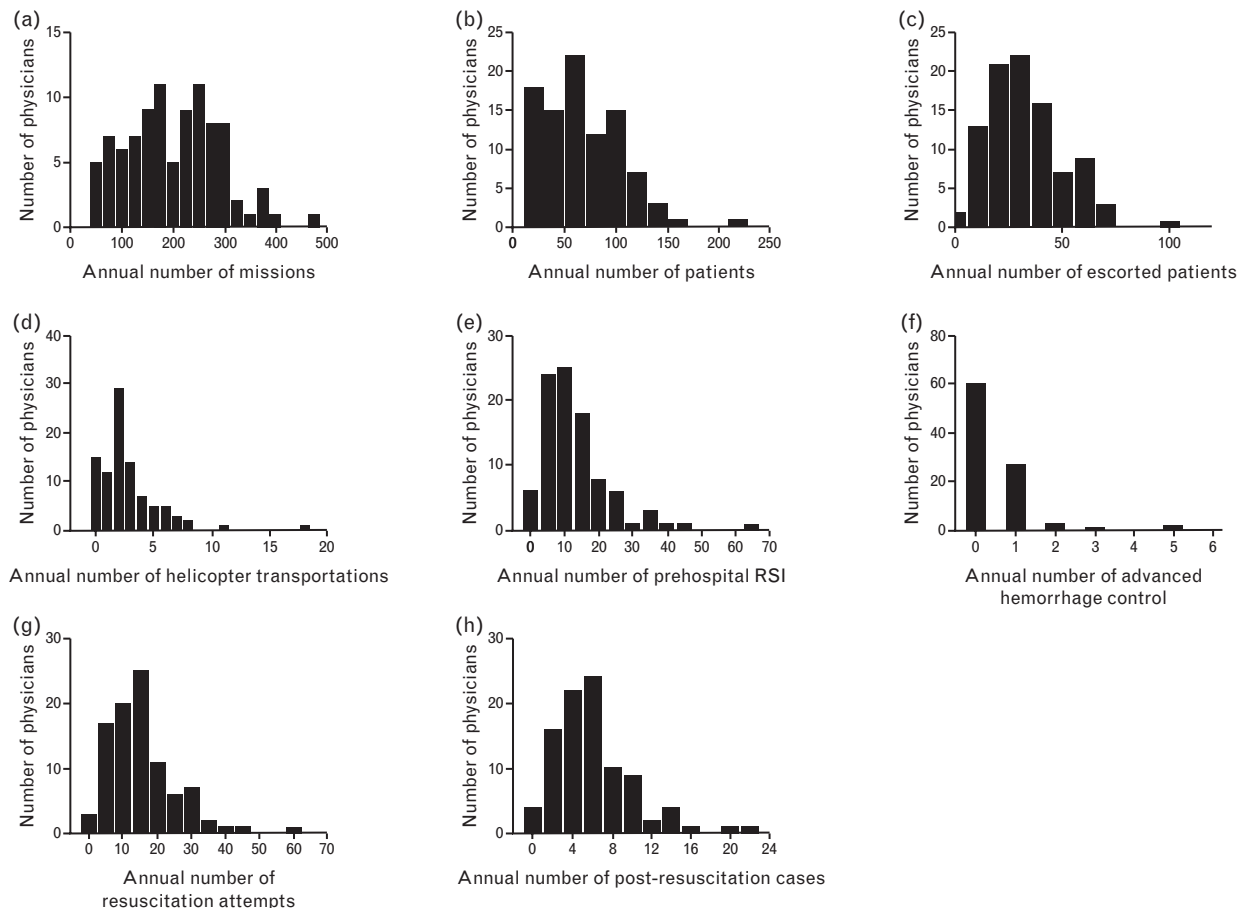 (a)
Number of physicians
15
10
5
0
0 100 200 300 400 500
Annual number of missions
(b)
Number of physicians
25
20
15
10
5
0
0 50 100 150 200 250
Annual number of patients
(c)
Number of physicians
25
20
15
10
5
0
0 50 100
Annual number of escorted patients
(d)
Number of physicians
40
30
20
10
0
0 5 10 15 20
Annual number of helicopter transportations
(e)
Number of physicians
30
20
10
0
0 10 20 30 40 50 60 70
Annual number of prehospital RSI
(f)
Number of physicians
80
60
40
20
0
0 1 2 3 4 5 6
Annual number of advanced
hemorrhage control
(g)
Number of physicians
30
20
10
0
0 10 20 30 40 50 60 70
Annual number of
resuscitation attempts
(h)
Number of physicians
30
20
10
0
0 4 8 12 16 20 24
Annual number of post-resuscitation cases